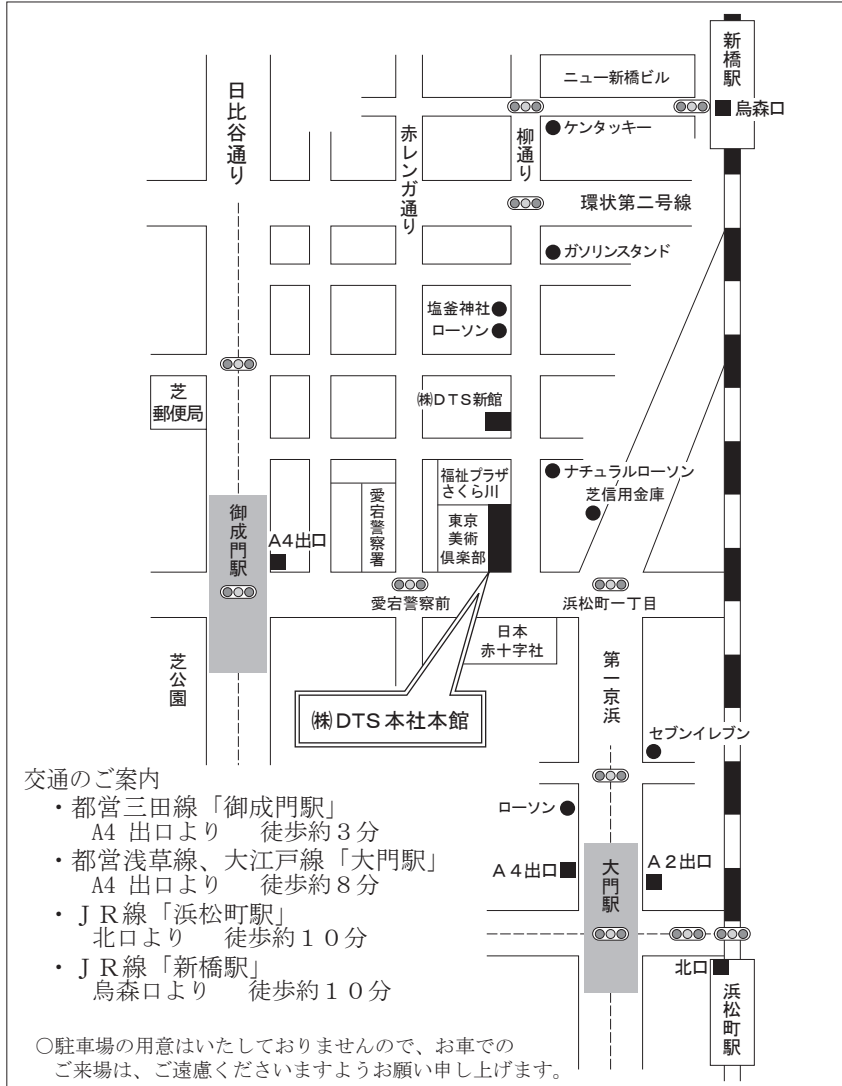 新橋駅
ニュー新橋ビル
烏森口
日比谷通り
赤レンガ通り
柳通り
ケンタッキー
環状第二号線
ガソリンスタンド
塩釜神社
ローソン
芝
郵便局
㈱DTS新館
福祉プラザ
さくら川
ナチュラルローソン
芝信用金庫
御成門駅
A4出口
愛宕警察署
東京
美術
倶楽部
愛宕警察前
浜松町一丁目
日本
赤十字社
芝公園
第一京浜
㈱DTS本社本館
セブンイレブン
ローソン
A4出口
大門駅
A2出口
北口
浜松町駅
交通のご案内
・都営三田線「御成門駅」
A4 出口より 徒歩約3分
・都営浅草線、大江戸線「大門駅」
A4 出口より 徒歩約8分
・JR線「浜松町駅」
北口より 徒歩約10分
・JR線「新橋駅」
烏森口より 徒歩約10分
○駐車場の用意はいたしておりませんので、お車での
ご来場は、ご遠慮くださいますようお願い申し上げます。